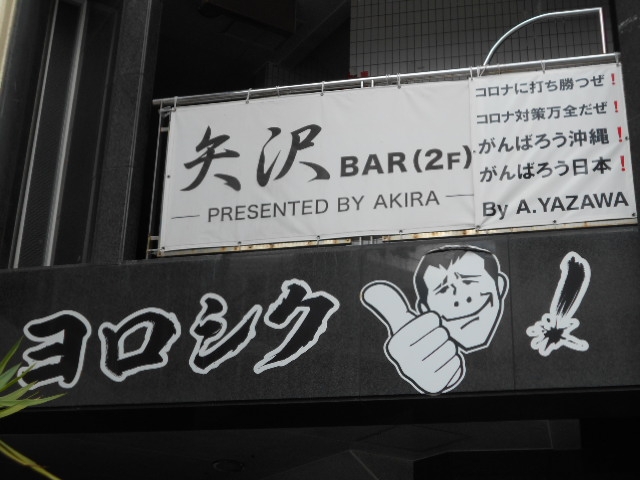 矢沢 BAR(2F)
— PRESENTED BY AKIRA —
コロナに打ち勝つぜ!
コロナ対策万全だぜ!
がんばろう沖縄!
がんばろう日本!
By A.YAZAWA
ヨロシク!